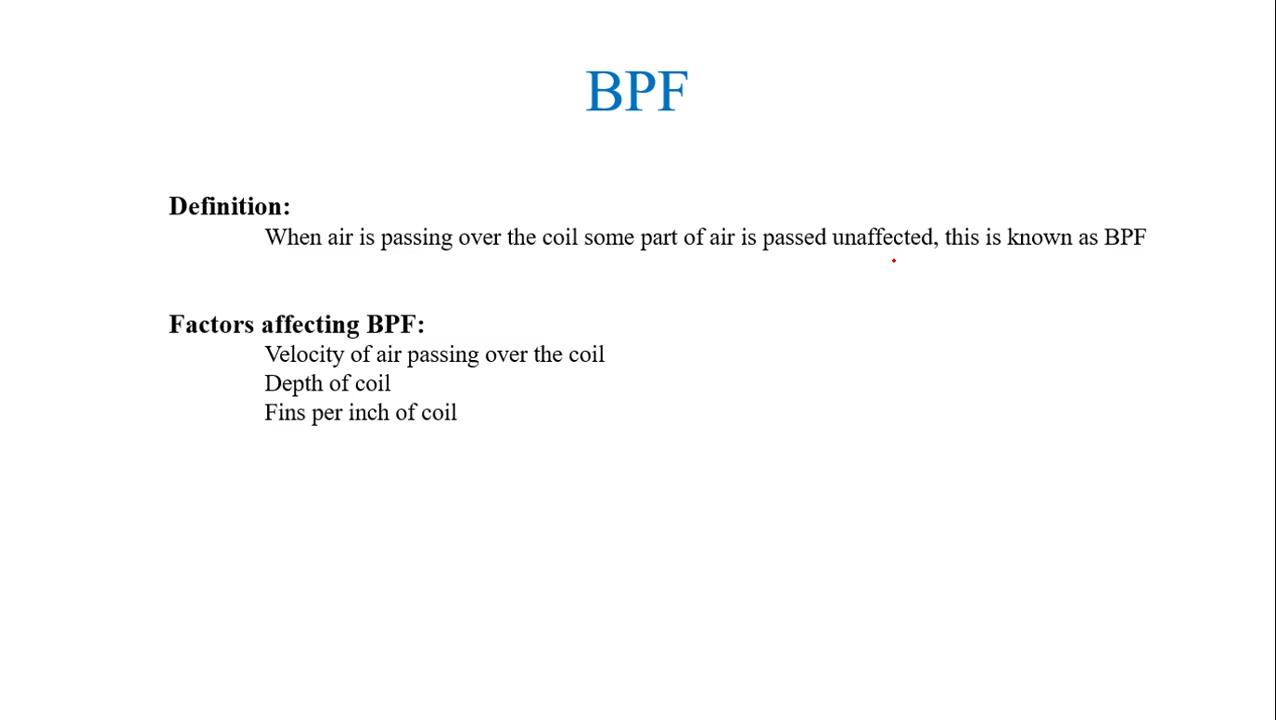 BPF
Definition:
When air is passing over the coil some part of air is passed unaffected, this is known as BPF
Factors affecting BPF:
Velocity of air passing over the coil
Depth of coil
Fins per inch of coil